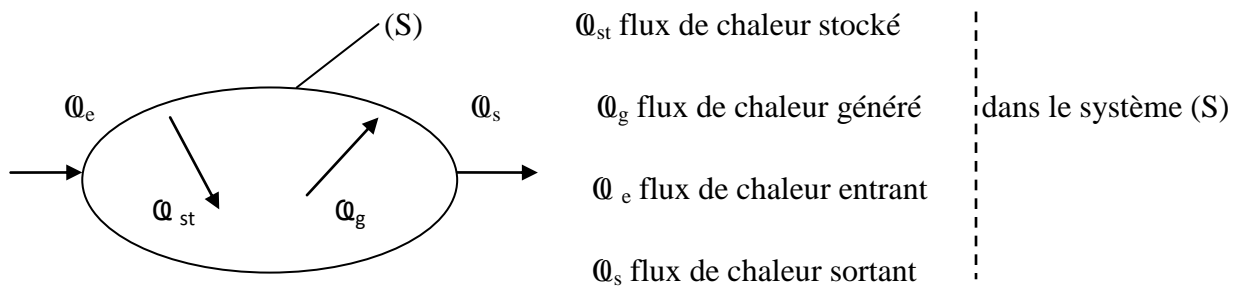 (S)
φe
φs
φ st
φg
φst flux de chaleur stocké
φg flux de chaleur généré
φ e flux de chaleur entrant
φs flux de chaleur sortant
dans le système (S)